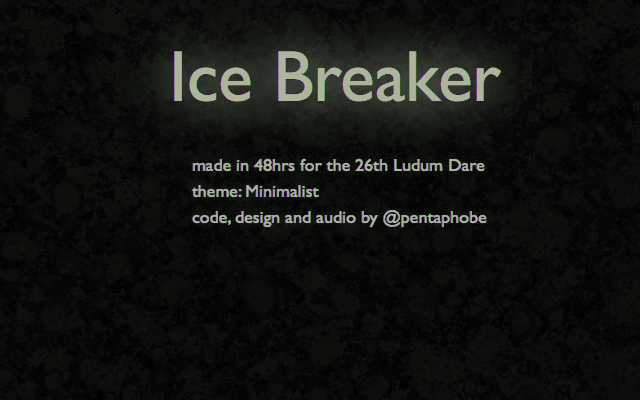 Ice Breaker
made in 48hrs for the 26th Ludum Dare
theme: Minimalist
code, design and audio by @pentaphobe